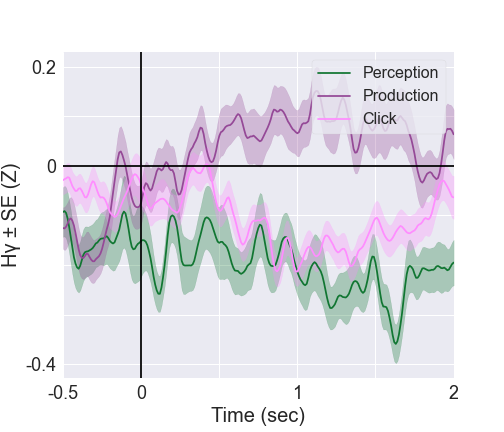 0.2
Perception
Production
Click
0
Hγ ± SE (Z)
-0.4
-0.5
0
1
2
Time (sec)